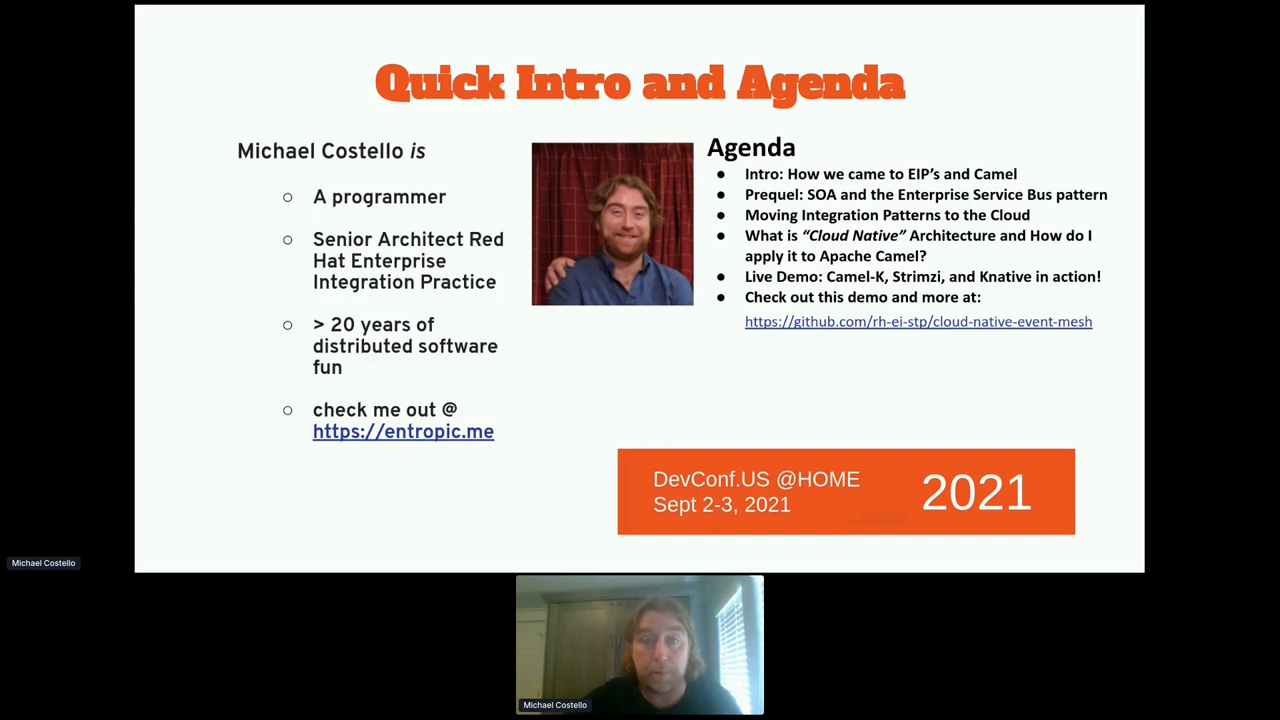 Quick Intro and Agenda
Michael Costello is
○ A programmer
○ Senior Architect Red
Hat Enterprise
Integration Practice
○ > 20 years of
distributed software
fun
○ check me out @
https://entropic.me
Agenda
● Intro: How we came to EIP’s and Camel
● Prequel: SOA and the Enterprise Service Bus pattern
● Moving Integration Patterns to the Cloud
● What is “Cloud Native” Architecture and How do I
apply it to Apache Camel?
● Live Demo: Camel-K, Strimzi, and Knative in action!
● Check out this demo and more at:
https://github.com/rh-ei-stp/cloud-native-event-mesh
DevConf.US @HOME
Sept 2-3, 2021
2021
Michael Costello
Michael Costello